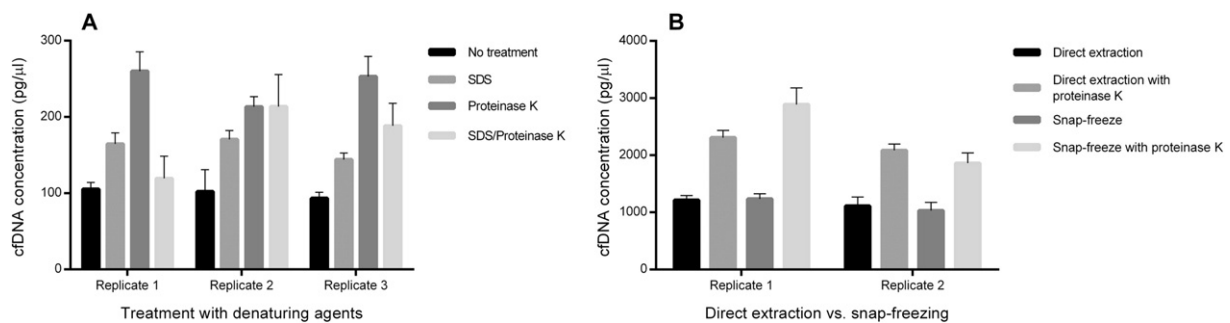 A
cfDNA concentration (pg/µl)
300
200
100
0
Replicate 1
Replicate 2
Replicate 3
Treatment with denaturing agents
No treatment
SDS
Proteinase K
SDS/Proteinase K
B
cfDNA concentration (pg/µl)
4000
3000
2000
1000
0
Replicate 1
Replicate 2
Direct extraction vs. snap-freezing
Direct extraction
Direct extraction with
proteinase K
Snap-freeze
Snap-freeze with proteinase K